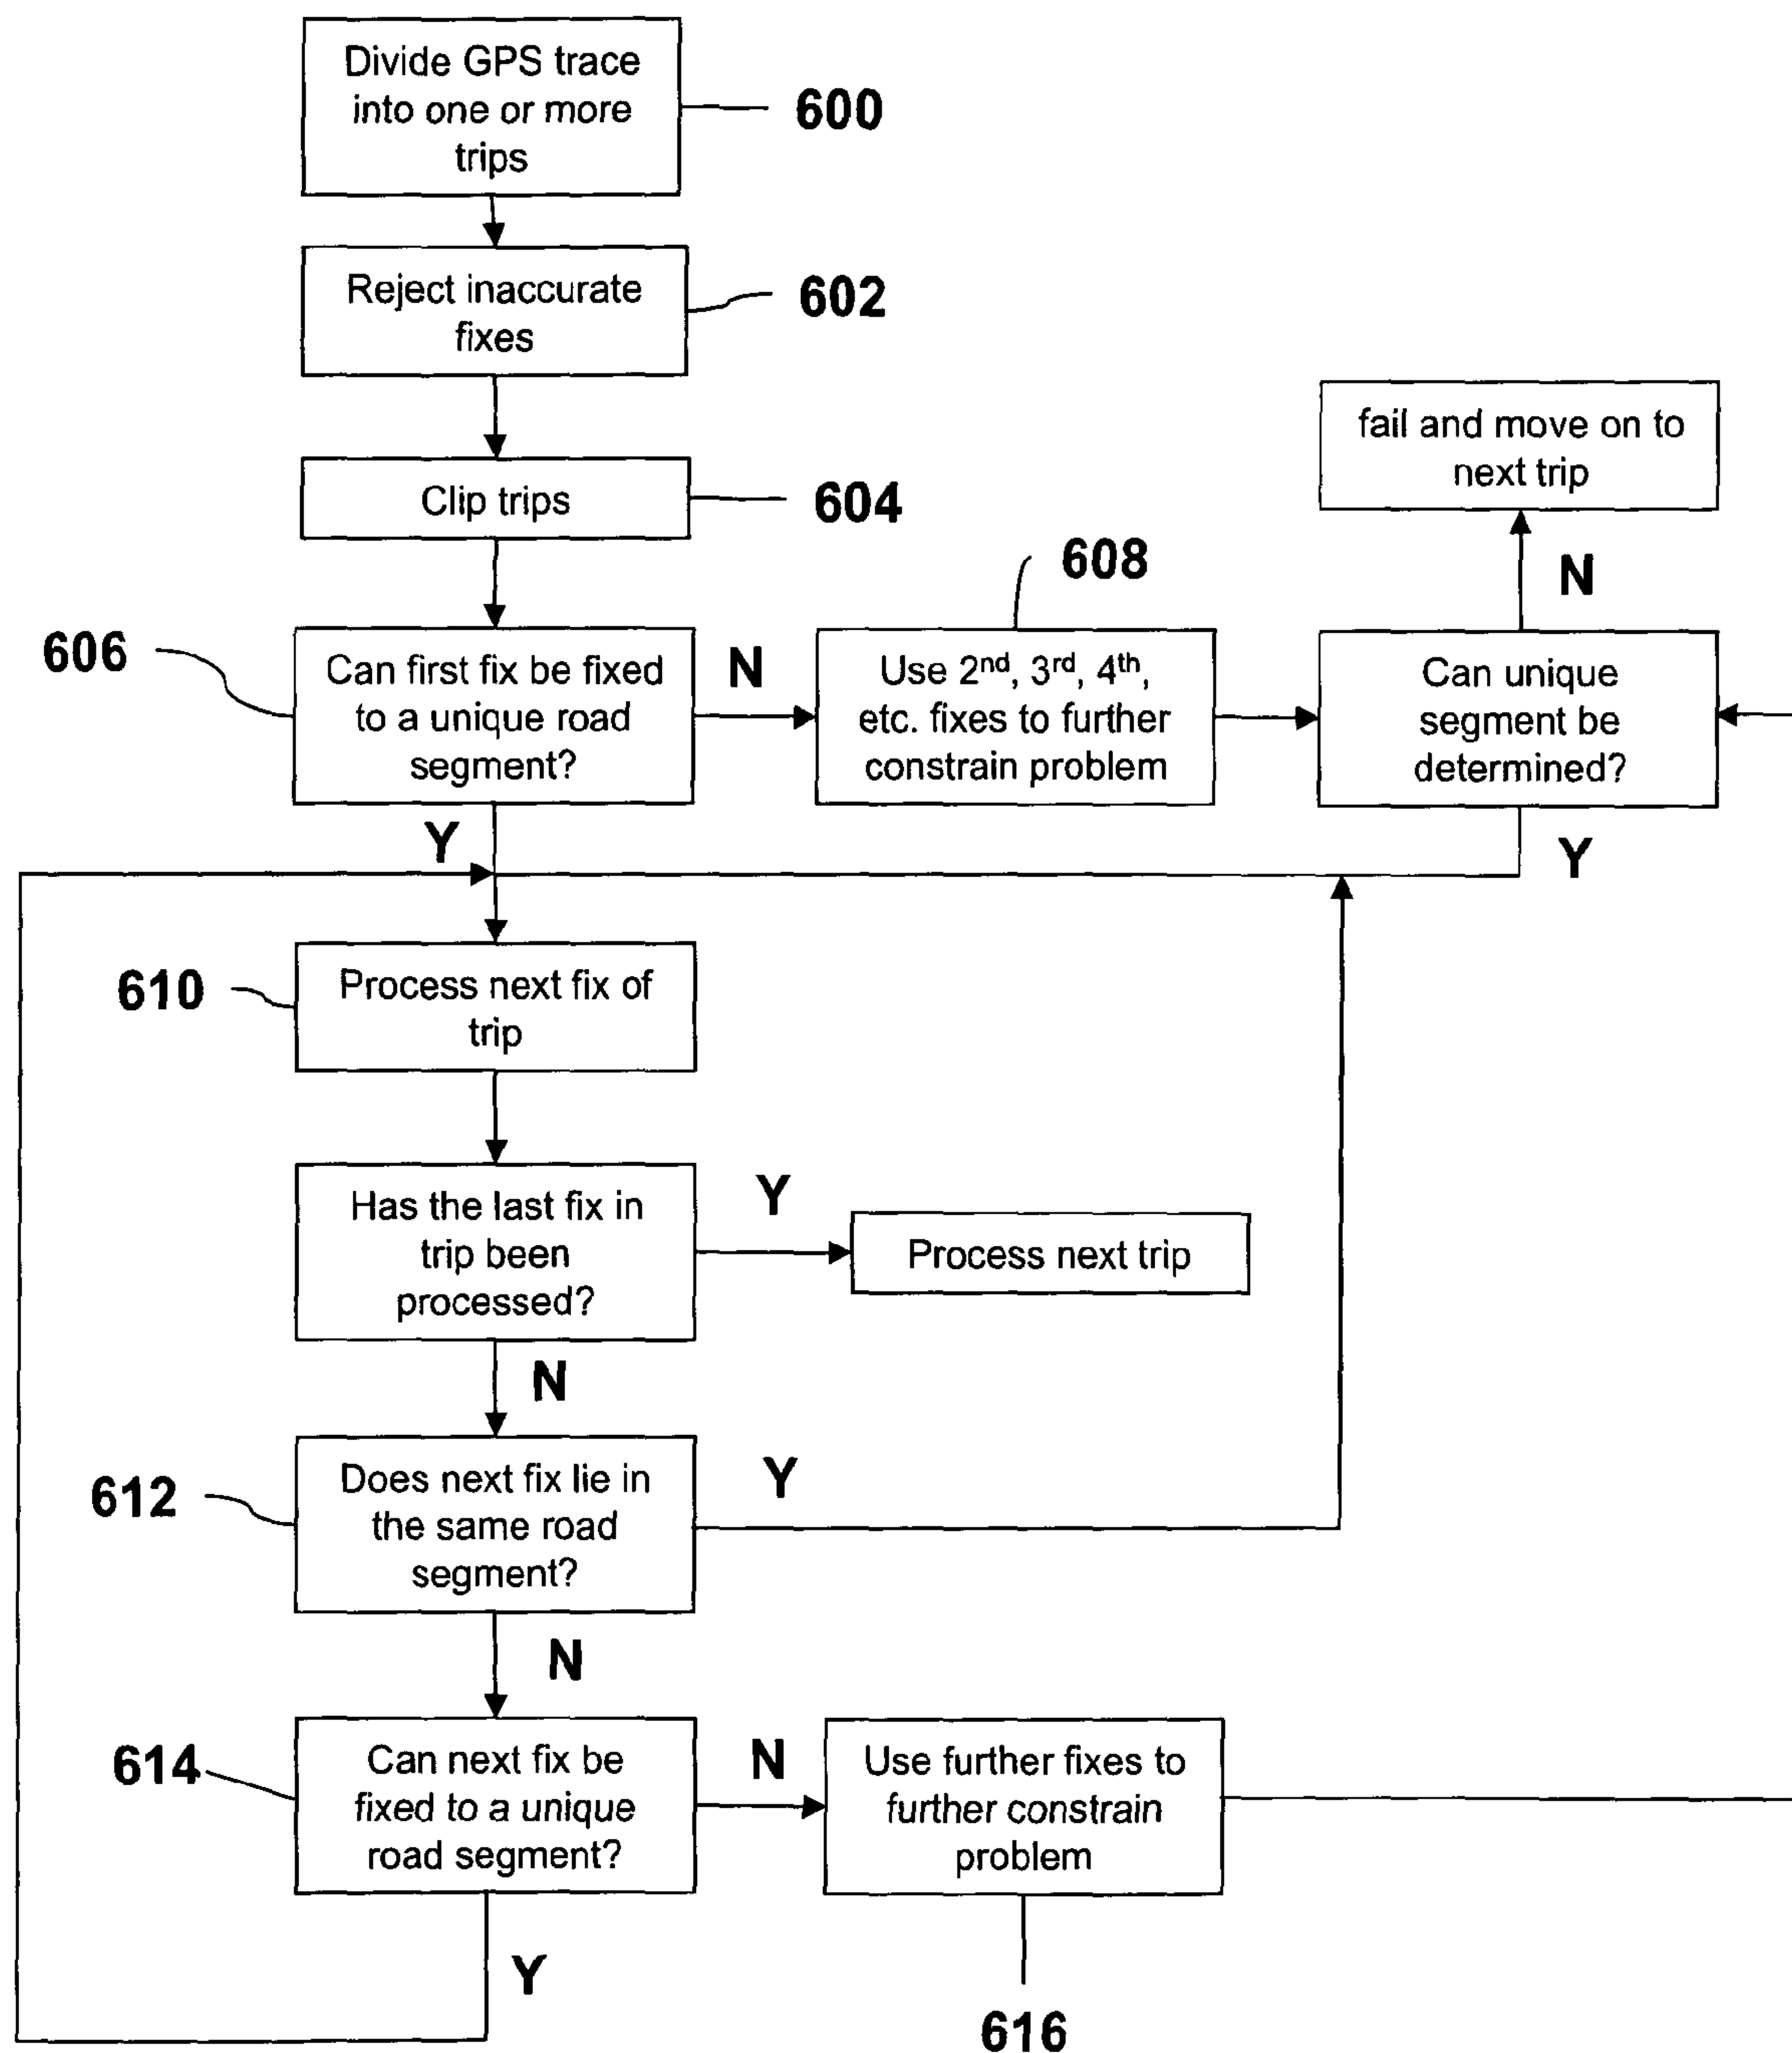 Divide GPS trace
into one or more
trips
600
Reject inaccurate
fixes
602
Clip trips
604
fail and move on to
next trip
N
608
606
Can first fix be fixed
to a unique road
segment?
N
Use 2nd, 3rd, 4th,
etc. fixes to further
constrain problem
Can unique
segment be
determined?
Y
Y
610
Process next fix of
trip
Has the last fix in
trip been
processed?
Y
Process next trip
N
612
Does next fix lie in
the same road
segment?
Y
N
614
Can next fix be
fixed to a unique
road segment?
N
Use further fixes to
further constrain
problem
Y
616